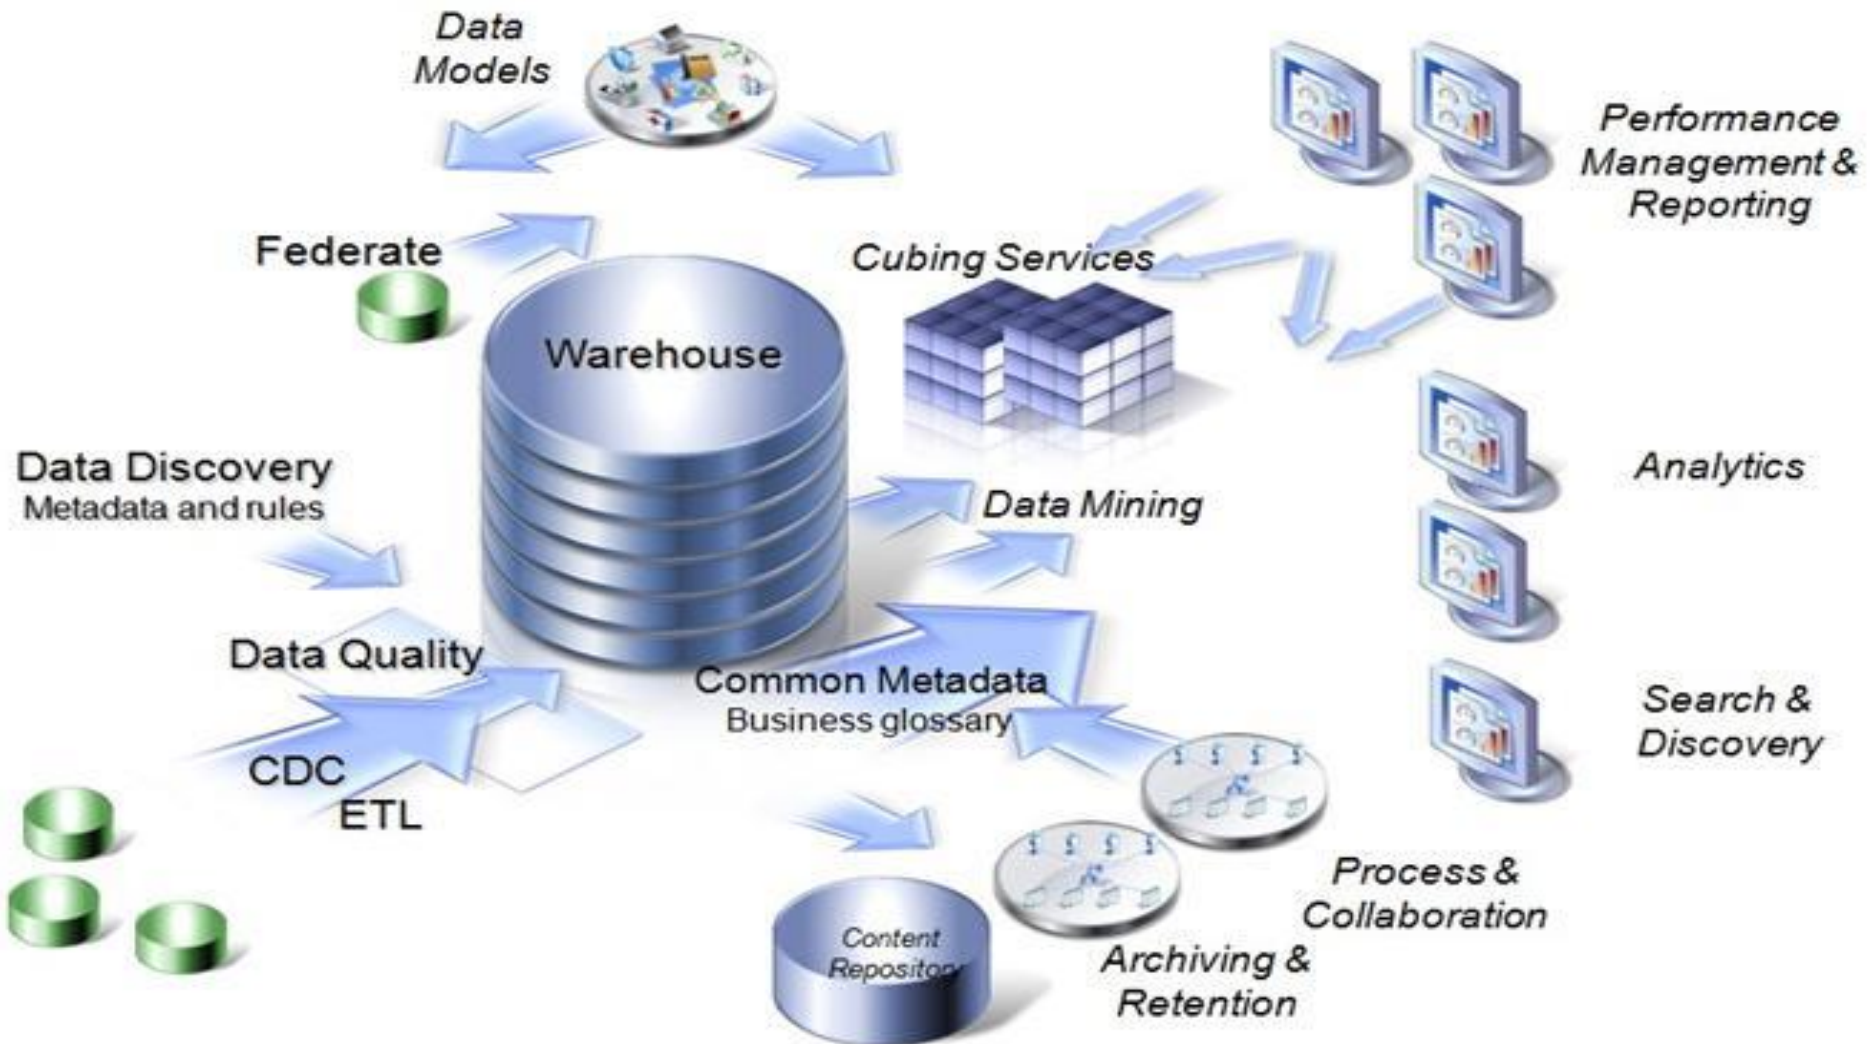 Data
Models
Performance
Management &
Reporting
Federate
Cubing Services
Warehouse
Data Discovery
Metadata and rules
Analytics
Data Mining
Data Quality
Common Metadata
Business glossary
Search &
Discovery
CDC
ETL
Process &
Collaboration
Content
Repository
Archiving &
Retention